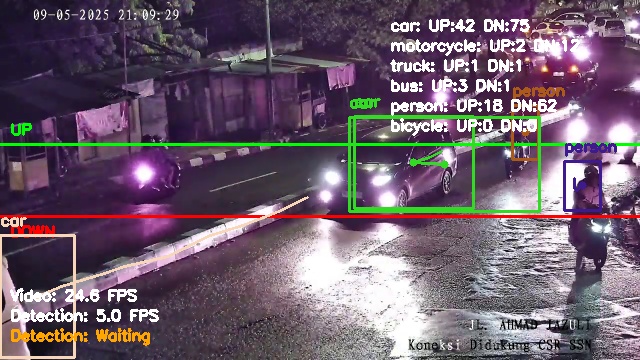 09-05-2025 21:09:29
car: UP:42 DN:75
motorcycle: UP:2 DN:17
truck: UP:1 DN:1
bus: UP:3 DN:1
person: UP:18 DN:62
bicycle: UP:0 DN:0
person
car
person
UP
car
DOWN
Video: 24.6 FPS
Detection: 5.0 FPS
Detection: Waiting
JL. AHMAD JAZULI
Koneksi Didukung CSR SSN